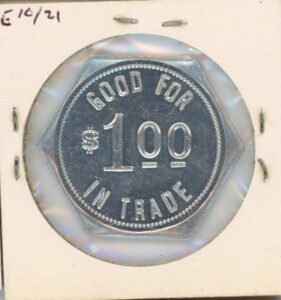 E 10/21
GOOD FOR
$1.00
IN TRADE